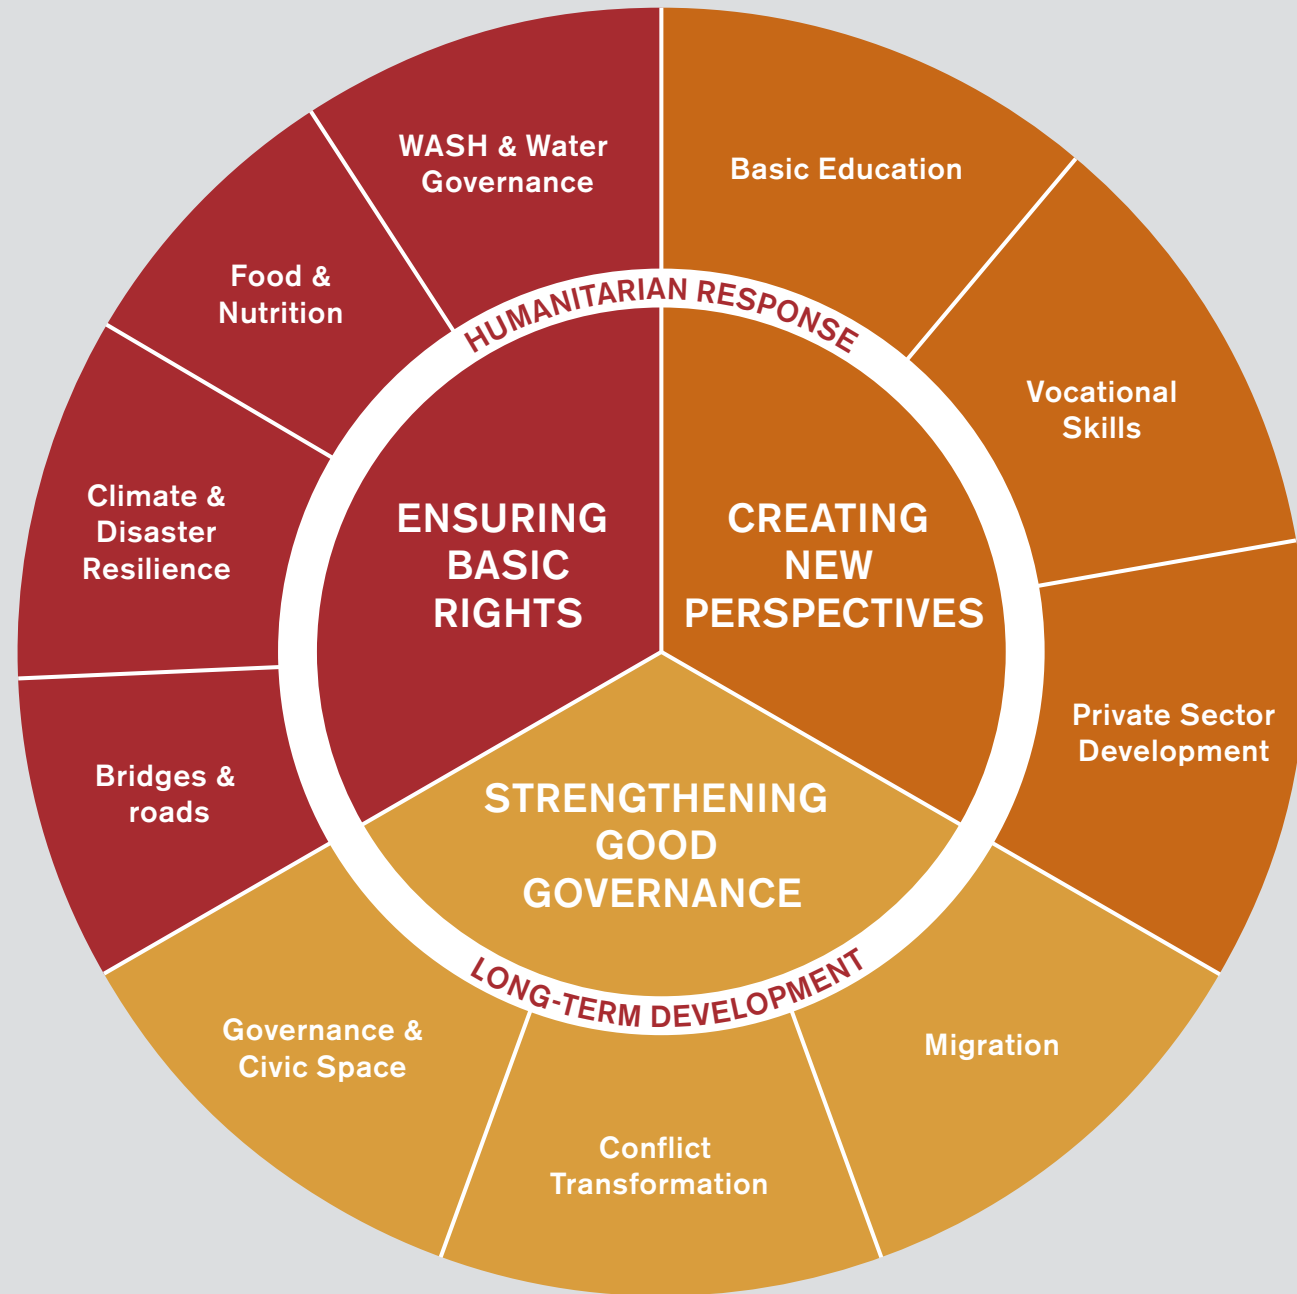 WASH & Water
Governance
Basic Education
Food &
Nutrition
HUMANITARIAN RESPONSE
Vocational
Skills
Climate &
Disaster
Resilience
ENSURING
BASIC
RIGHTS
CREATING
NEW
PERSPECTIVES
Private Sector
Development
Bridges &
roads
STRENGTHENING
GOOD
GOVERNANCE
LONG-TERM DEVELOPMENT
Governance &
Civic Space
Conflict
Transformation
Migration